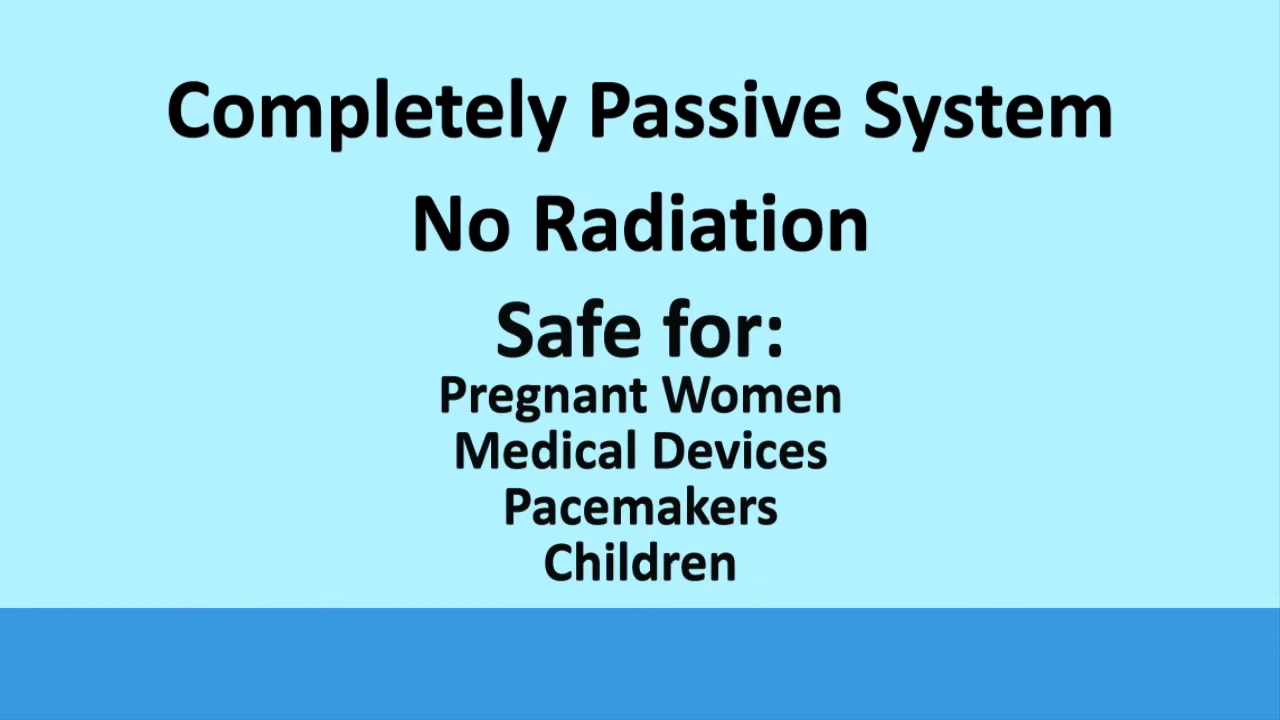 Completely Passive System
No Radiation
Safe for:
Pregnant Women
Medical Devices
Pacemakers
Children